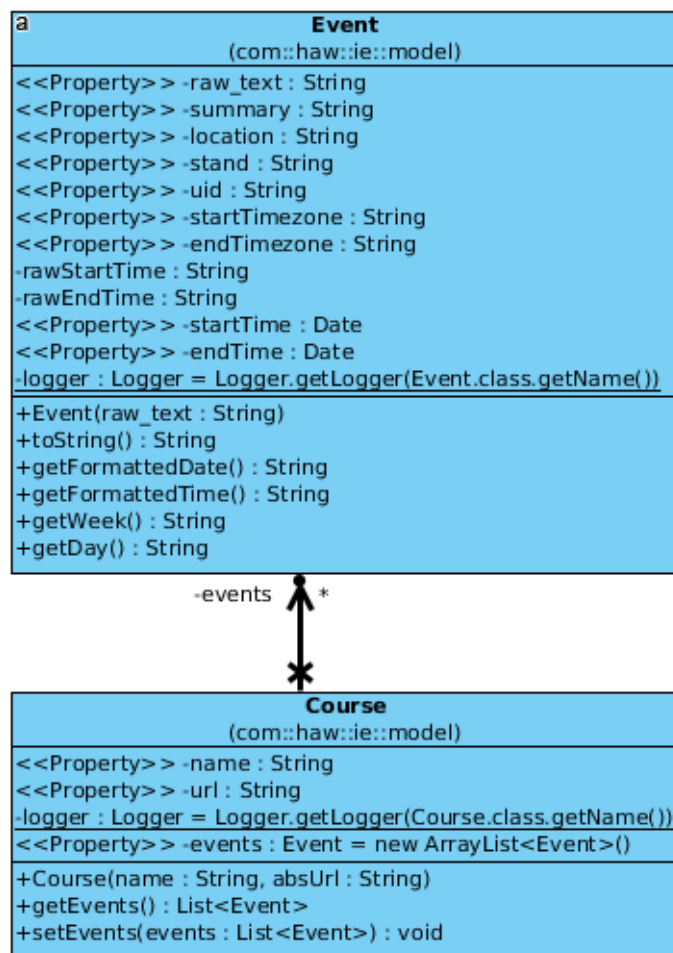 a
Event
(com::haw::ie::model)
<<Property>> -raw_text : String
<<Property>> -summary : String
<<Property>> -location : String
<<Property>> -stand : String
<<Property>> -uid : String
<<Property>> -startTimezone : String
<<Property>> -endTimezone : String
-rawStartTime : String
-rawEndTime : String
<<Property>> -startTime : Date
<<Property>> -endTime : Date
-logger : Logger = Logger.getLogger(Event.class.getName())
+Event(raw_text : String)
+toString() : String
+getFormattedDate() : String
+getFormattedTime() : String
+getWeek() : String
+getDay() : String
-events *
Course
(com::haw::ie::model)
<<Property>> -name : String
<<Property>> -url : String
-logger : Logger = Logger.getLogger(Course.class.getName())
<<Property>> -events : Event = new ArrayList<Event>()
+Course(name : String, absUrl : String)
+getEvents() : List<Event>
+setEvents(events : List<Event>) : void